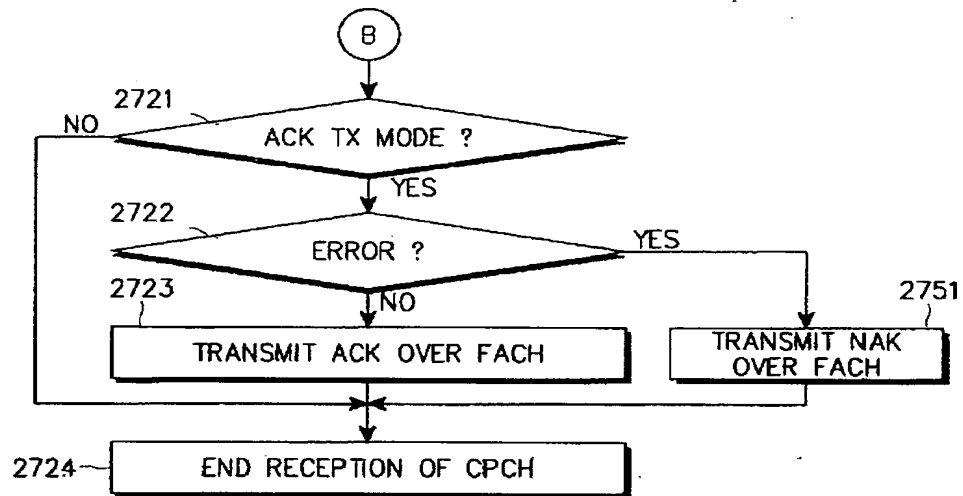 B
2721
NO
ACK TX MODE ?
YES
2722
ERROR ?
YES
2723
NO
2751
TRANSMIT ACK OVER FACH
TRANSMIT NAK
OVER FACH
2724
END RECEPTION OF CPCH